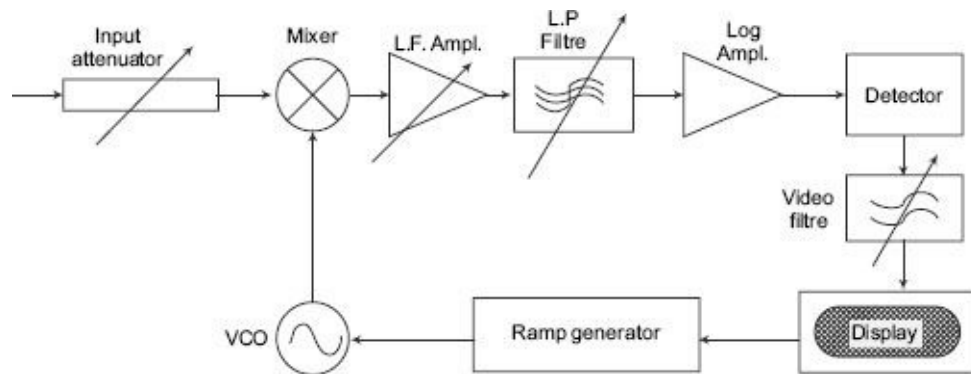 Input
attenuator
Mixer
L.F. Ampl.
L.P
Filtre
Log
Ampl.
Detector
Video
filtre
VCO
Ramp generator
Display